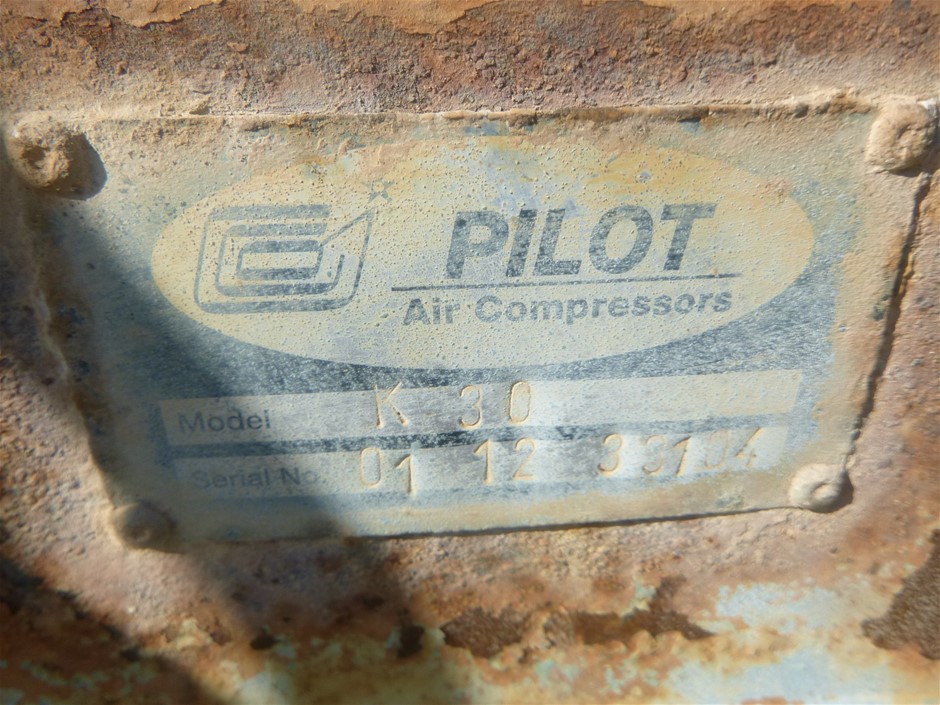 PILOT
Air Compressors
Model K 30
Serial No. 01 12 33104